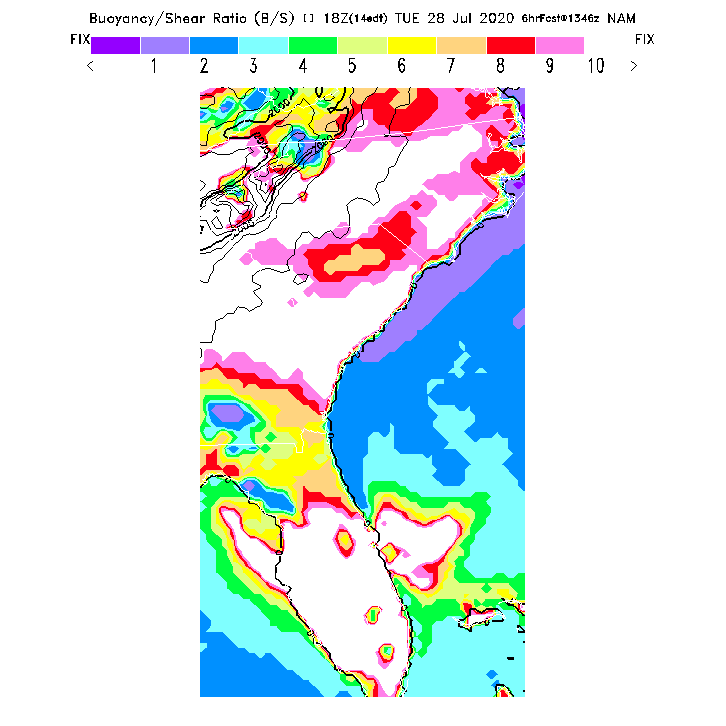 Buoyancy/Shear Ratio (B/S) [] 18Z(14edt) TUE 28 Jul 2020 6hrFcst@1346z NAM
FIX FIX
< 1 2 3 4 5 6 7 8 9 10 >
2000